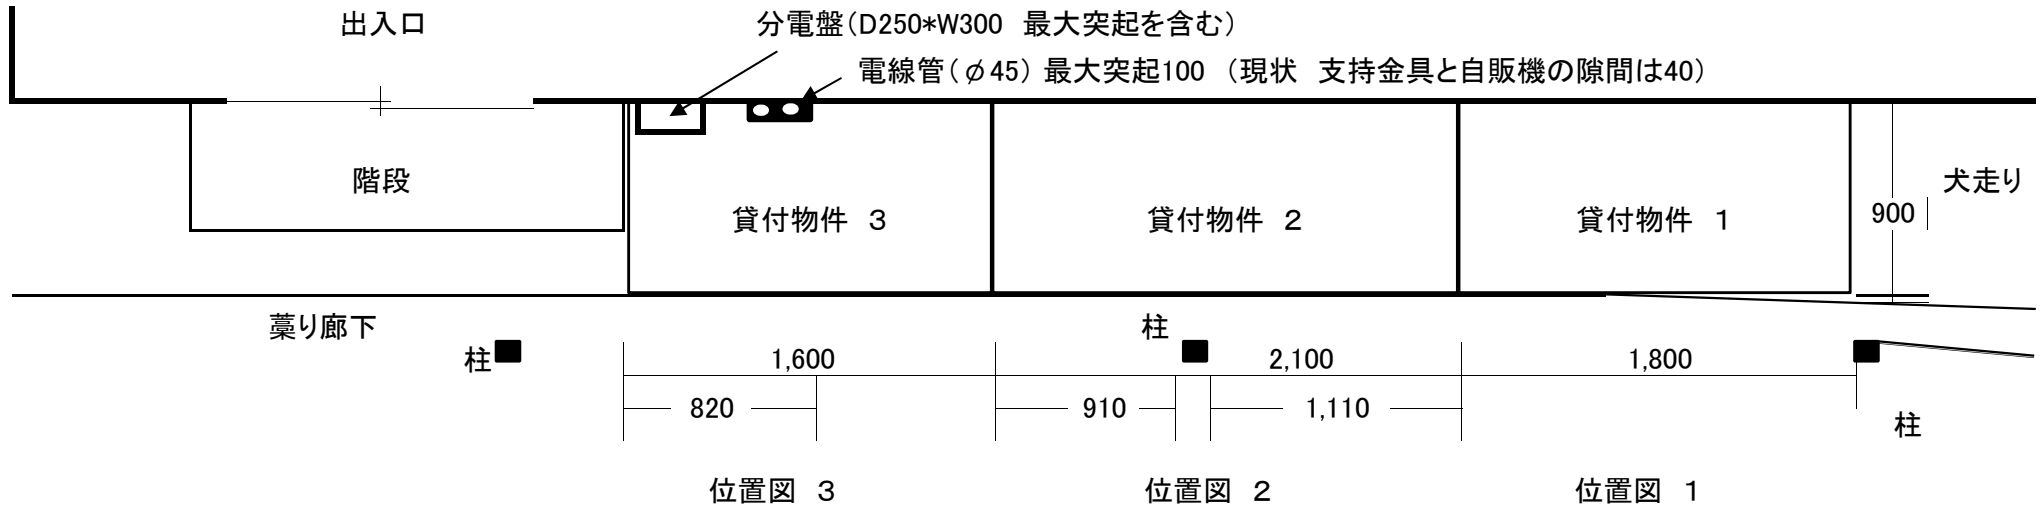 出入口
分電盤（D250*W300　最大突起を含む）
電線管（φ45）最大突起100　（現状　支持金具と自販機の隙間は40）
階段
貸付物件　3
貸付物件　2
貸付物件　1
900
犬走り
藁り廊下
柱
柱
1,600
2,100
1,800
820
910
1,110
柱
位置図　3
位置図　2
位置図　1